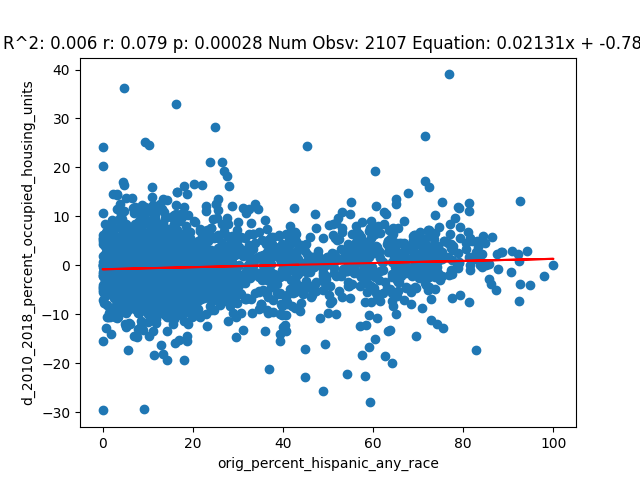 R^2: 0.006 r: 0.079 p: 0.00028 Num Obsv: 2107 Equation: 0.02131x + -0.78
40
30
20
10
0
−10
−20
−30
d_2010_2018_percent_occupied_housing_units
0 20 40 60 80 100
orig_percent_hispanic_any_race